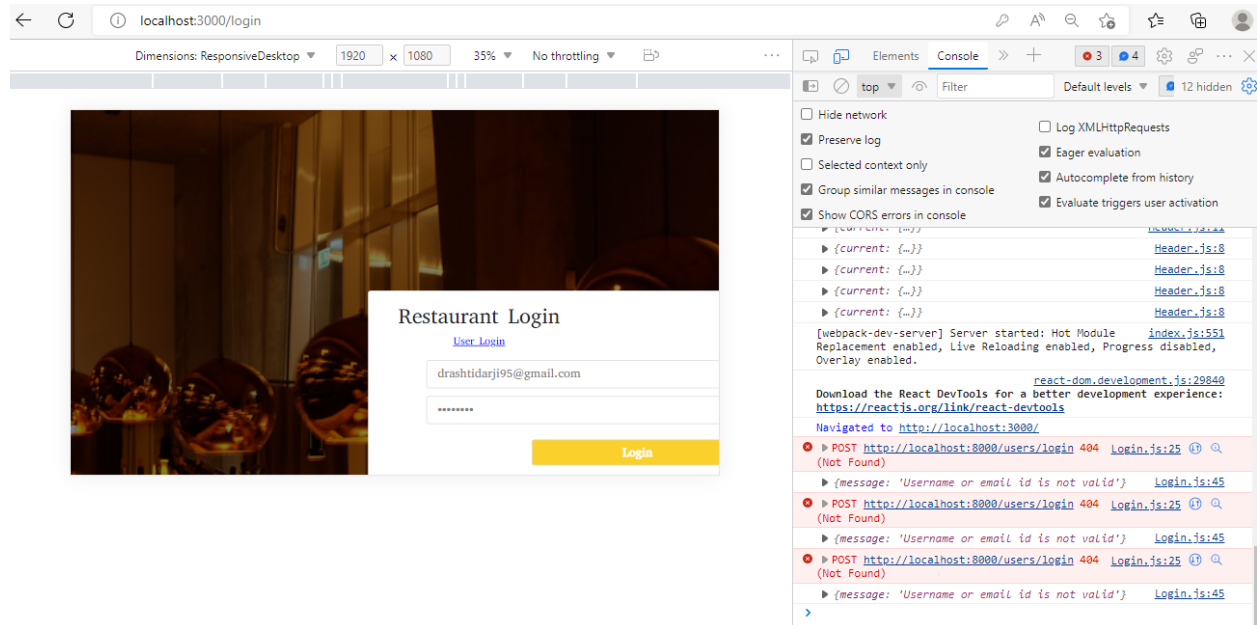 localhost:3000/login
Dimensions: ResponsiveDesktop 1920 x 1080 35% No throttling
Elements Console 3 4
top Filter Default levels 12 hidden
Hide network
Preserve log
Selected context only
Group similar messages in console
Show CORS errors in console
Log XMLHttpRequests
Eager evaluation
Autocomplete from history
Evaluate triggers user activation
Restaurant Login
User Login
drashtidarji95@gmail.com
••••••••
Login
{current: {…}} Header.js:11
{current: {…}} Header.js:8
{current: {…}} Header.js:8
{current: {…}} Header.js:8
{current: {…}} Header.js:8
[webpack-dev-server] Server started: Hot Module index.js:551
Replacement enabled, Live Reloading enabled, Progress disabled,
Overlay enabled.
react-dom.development.js:29840
Download the React DevTools for a better development experience:
https://reactjs.org/link/react-devtools
Navigated to http://localhost:3000/
POST http://localhost:8000/users/login 404 Login.js:25
(Not Found)
{message: 'Username or email id is not valid'} Login.js:45
POST http://localhost:8000/users/login 404 Login.js:25
(Not Found)
{message: 'Username or email id is not valid'} Login.js:45
POST http://localhost:8000/users/login 404 Login.js:25
(Not Found)
{message: 'Username or email id is not valid'} Login.js:45